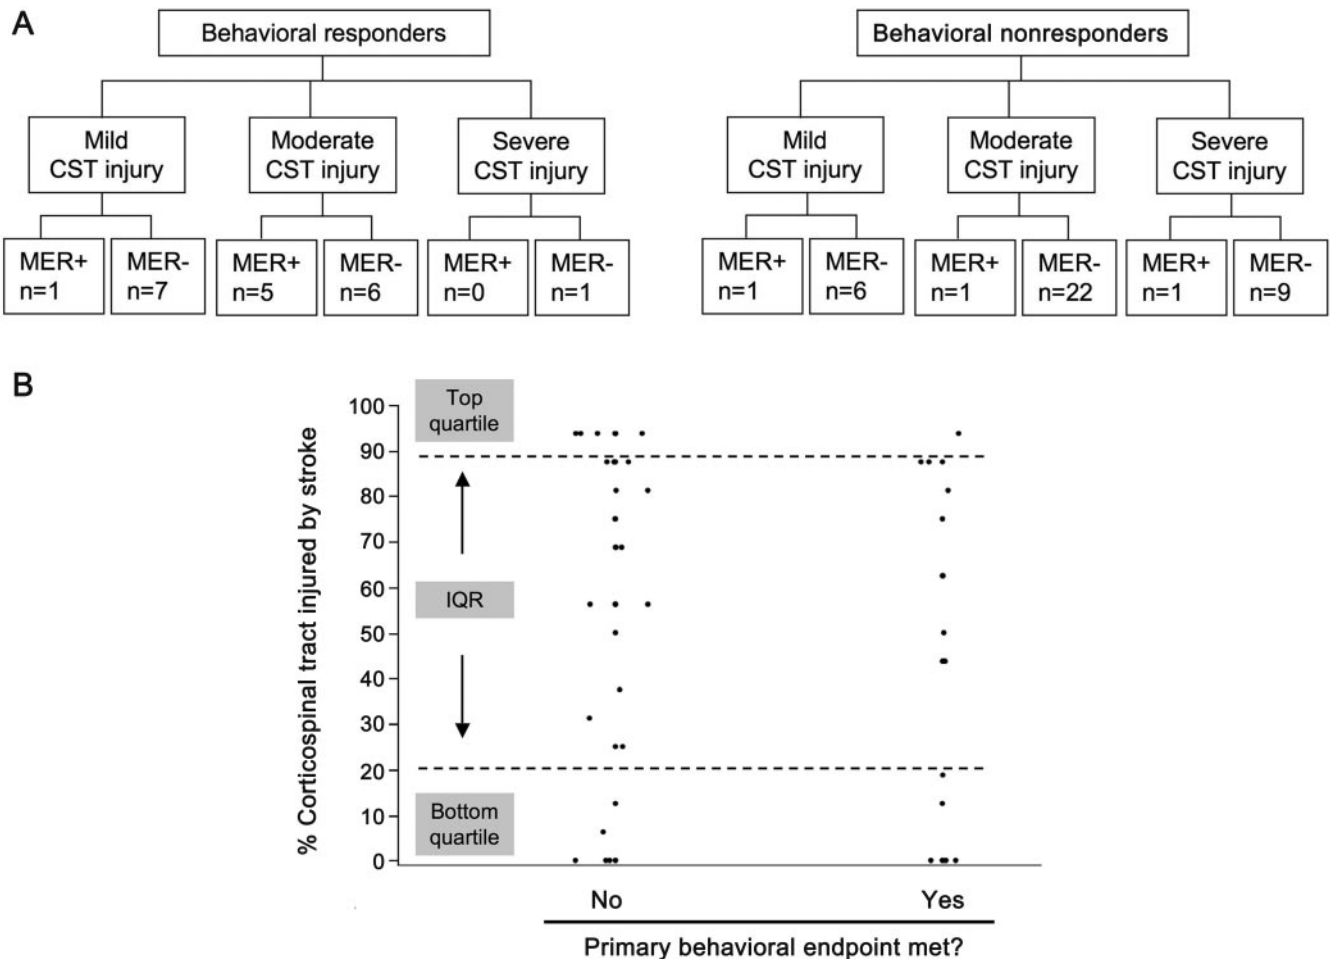 A
Behavioral responders
Behavioral nonresponders
Mild
CST injury
Moderate
CST injury
Severe
CST injury
Mild
CST injury
Moderate
CST injury
Severe
CST injury
MER+
n=1
MER-
n=7
MER+
n=5
MER-
n=6
MER+
n=0
MER-
n=1
MER+
n=1
MER-
n=6
MER+
n=1
MER-
n=22
MER+
n=1
MER-
n=9
B
% Corticospinal tract injured by stroke
100
90
80
70
60
50
40
30
20
10
0
Top
quartile
IQR
Bottom
quartile
No
Yes
Primary behavioral endpoint met?